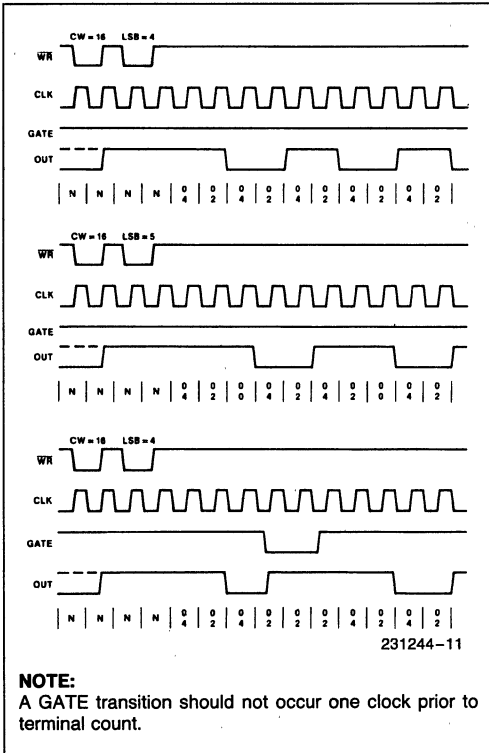 CW = 16 LSB = 4
WR
CLK
GATE
OUT
N N N N 0 0 0 0 0 0 0 0 0 0
4 2 4 2 4 2 4 2 4 2
CW = 16 LSB = 5
WR
CLK
GATE
OUT
N N N N 0 0 0 0 0 0 0 0 0 0
4 2 0 4 2 4 2 0 4 2
CW = 16 LSB = 4
WR
CLK
GATE
OUT
N N N N 0 0 0 0 0 0 0 0 0 0
4 2 4 2 2 2 4 2 4 2
231244–11
NOTE:
A GATE transition should not occur one clock prior to
terminal count.